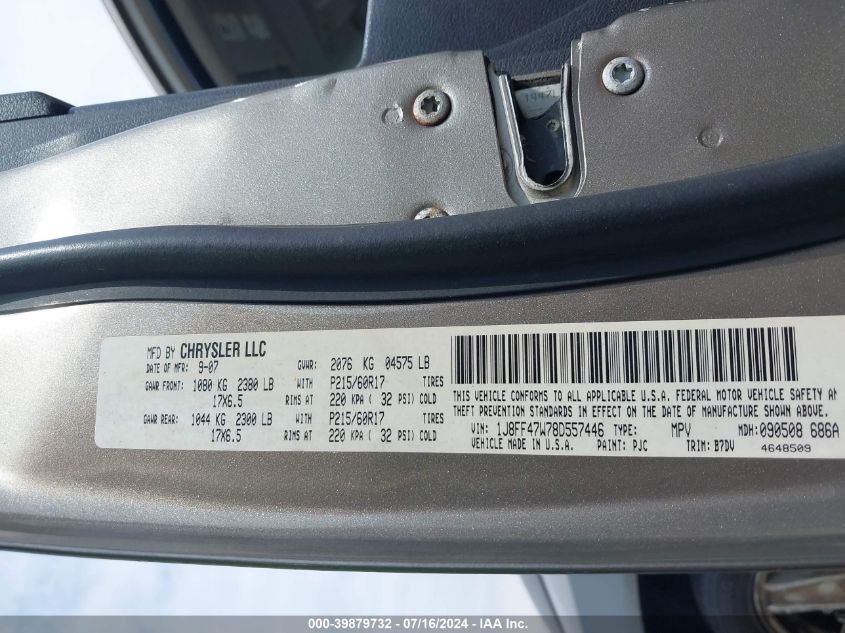 MFD BY CHRYSLER LLC
DATE OF MFR: 9-07 GVWR: 2076 KG 04575 LB
GAWR FRONT: 1080 KG 2380 LB WITH P215/60R17 TIRES
17X6.5 RIMS AT 220 KPA ( 32 PSI) COLD
GAWR REAR: 1044 KG 2300 LB WITH P215/60R17 TIRES
17X6.5 RIMS AT 220 KPA ( 32 PSI) COLD
THIS VEHICLE CONFORMS TO ALL APPLICABLE U.S.A. FEDERAL MOTOR VEHICLE SAFETY AN
THEFT PREVENTION STANDARDS IN EFFECT ON THE DATE OF MANUFACTURE SHOWN ABOVE.
VIN: 1J8FF47W78D557446 TYPE: MPV MDH:090508 686A
VEHICLE MADE IN U.S.A. PAINT: PJC TRIM: B7DV 4648509
000-39879732 / 07/16/2024 - IAA Inc.